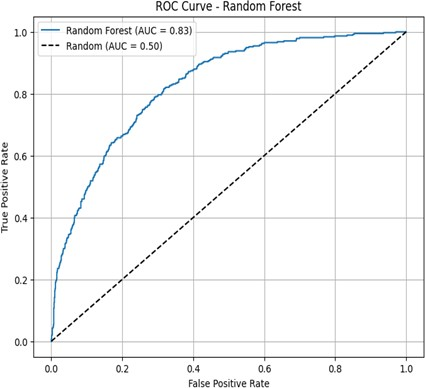 ROC Curve - Random Forest
Random Forest (AUC = 0.83)
Random (AUC = 0.50)
True Positive Rate
1.0
0.8
0.6
0.4
0.2
0.0
0.0 0.2 0.4 0.6 0.8 1.0
False Positive Rate